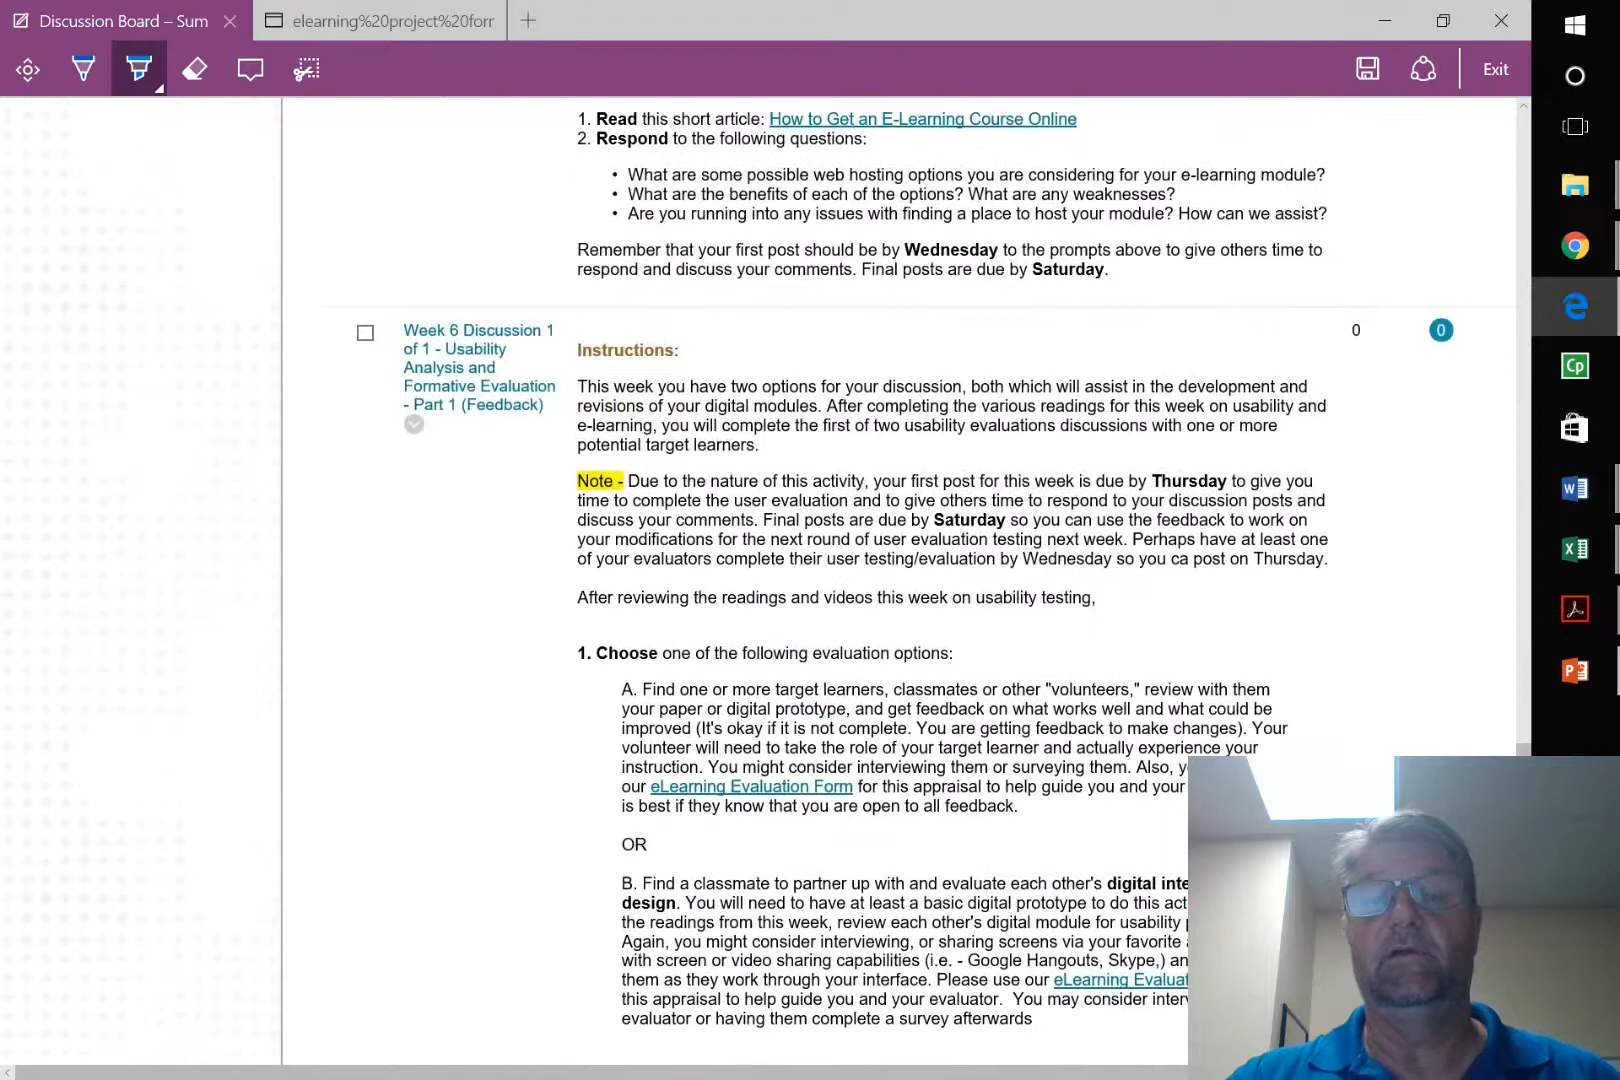 Discussion Board – Sum
elearning%20project%20forr
Exit
1. Read this short article: How to Get an E-Learning Course Online
2. Respond to the following questions:
• What are some possible web hosting options you are considering for your e-learning module?
• What are the benefits of each of the options? What are any weaknesses?
• Are you running into any issues with finding a place to host your module? How can we assist?
Remember that your first post should be by Wednesday to the prompts above to give others time to
respond and discuss your comments. Final posts are due by Saturday.
Week 6 Discussion 1
of 1 - Usability
Analysis and
Formative Evaluation
- Part 1 (Feedback)
0
0
Instructions:
This week you have two options for your discussion, both which will assist in the development and
revisions of your digital modules. After completing the various readings for this week on usability and
e-learning, you will complete the first of two usability evaluations discussions with one or more
potential target learners.
Note - Due to the nature of this activity, your first post for this week is due by Thursday to give you
time to complete the user evaluation and to give others time to respond to your discussion posts and
discuss your comments. Final posts are due by Saturday so you can use the feedback to work on
your modifications for the next round of user evaluation testing next week. Perhaps have at least one
of your evaluators complete their user testing/evaluation by Wednesday so you ca post on Thursday.
After reviewing the readings and videos this week on usability testing,
1. Choose one of the following evaluation options:
A. Find one or more target learners, classmates or other "volunteers," review with them
your paper or digital prototype, and get feedback on what works well and what could be
improved (It's okay if it is not complete. You are getting feedback to make changes). Your
volunteer will need to take the role of your target learner and actually experience your
instruction. You might consider interviewing them or surveying them. Also, y
our eLearning Evaluation Form for this appraisal to help guide you and your
is best if they know that you are open to all feedback.
OR
B. Find a classmate to partner up with and evaluate each other's digital inte
design. You will need to have at least a basic digital prototype to do this act
the readings from this week, review each other's digital module for usability
Again, you might consider interviewing, or sharing screens via your favorite
with screen or video sharing capabilities (i.e. - Google Hangouts, Skype,) an
them as they work through your interface. Please use our eLearning Evaluat
this appraisal to help guide you and your evaluator. You may consider inter
evaluator or having them complete a survey afterwards
Cp